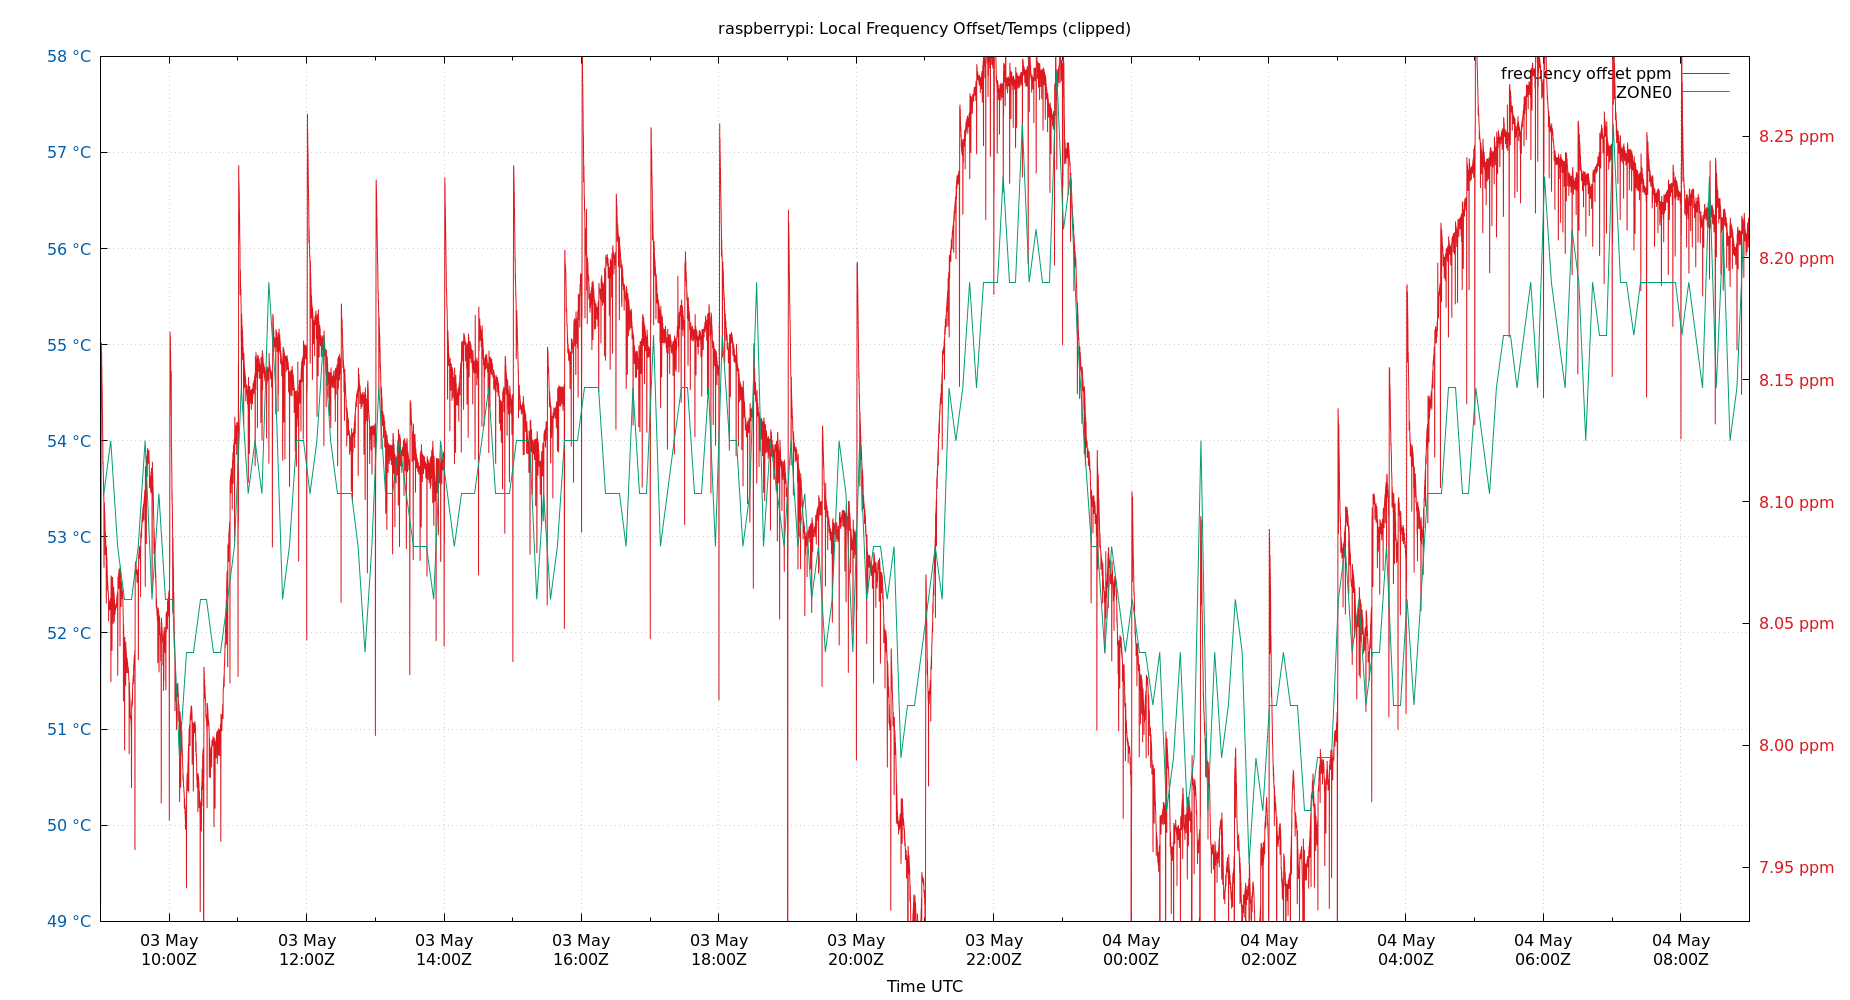 raspberrypi: Local Frequency Offset/Temps (clipped)
58 °C
57 °C
56 °C
55 °C
54 °C
53 °C
52 °C
51 °C
50 °C
49 °C
frequency offset ppm
ZONE0
8.25 ppm
8.20 ppm
8.15 ppm
8.10 ppm
8.05 ppm
8.00 ppm
7.95 ppm
03 May 03 May 03 May 03 May 03 May 03 May 03 May 04 May 04 May 04 May 04 May 04 May
10:00Z 12:00Z 14:00Z 16:00Z 18:00Z 20:00Z 22:00Z 00:00Z 02:00Z 04:00Z 06:00Z 08:00Z
Time UTC